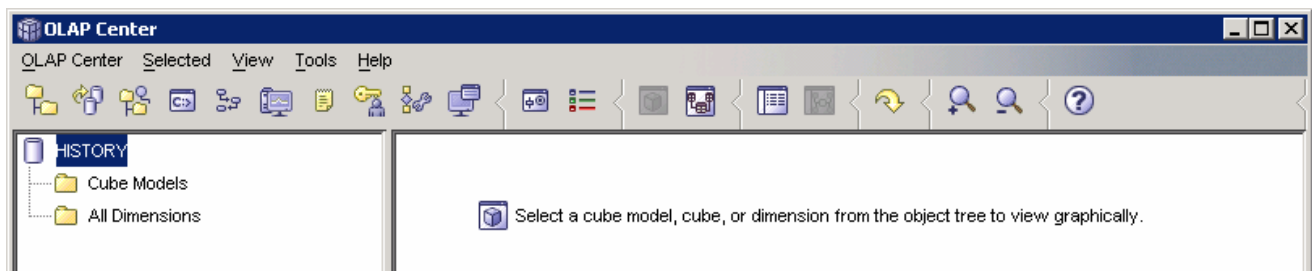 OLAP Center
OLAP Center Selected View Tools Help
HISTORY
Cube Models
All Dimensions
Select a cube model, cube, or dimension from the object tree to view graphically.